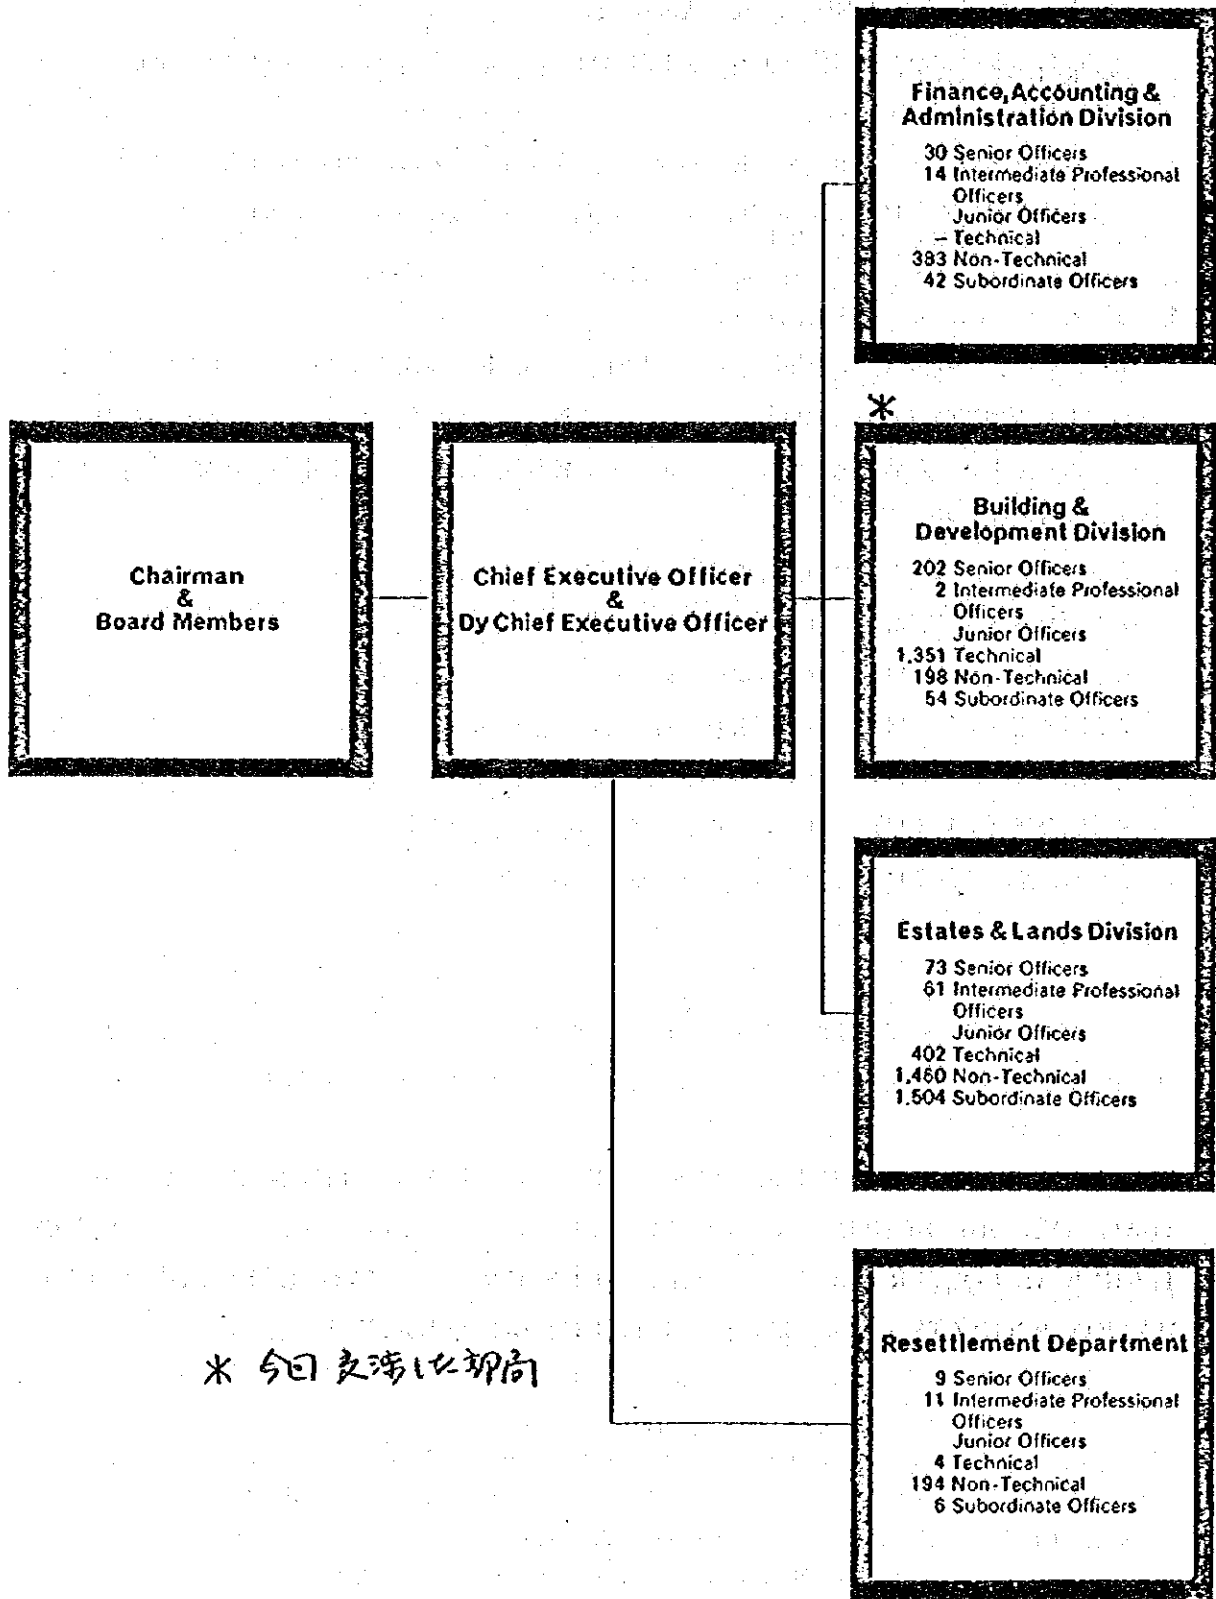 Finance, Accounting &
Administration Division
30 Senior Officers
14 Intermediate Professional
Officers
Junior Officers
– Technical
383 Non-Technical
42 Subordinate Officers
*
Chairman
&
Board Members
Chief Executive Officer
&
Dy Chief Executive Officer
Building &
Development Division
202 Senior Officers
2 Intermediate Professional
Officers
Junior Officers
1,351 Technical
198 Non-Technical
54 Subordinate Officers
Estates & Lands Division
73 Senior Officers
61 Intermediate Professional
Officers
Junior Officers
402 Technical
1,460 Non-Technical
1,504 Subordinate Officers
Resettlement Department
9 Senior Officers
11 Intermediate Professional
Officers
Junior Officers
4 Technical
194 Non-Technical
6 Subordinate Officers
* 今回交渉した部局